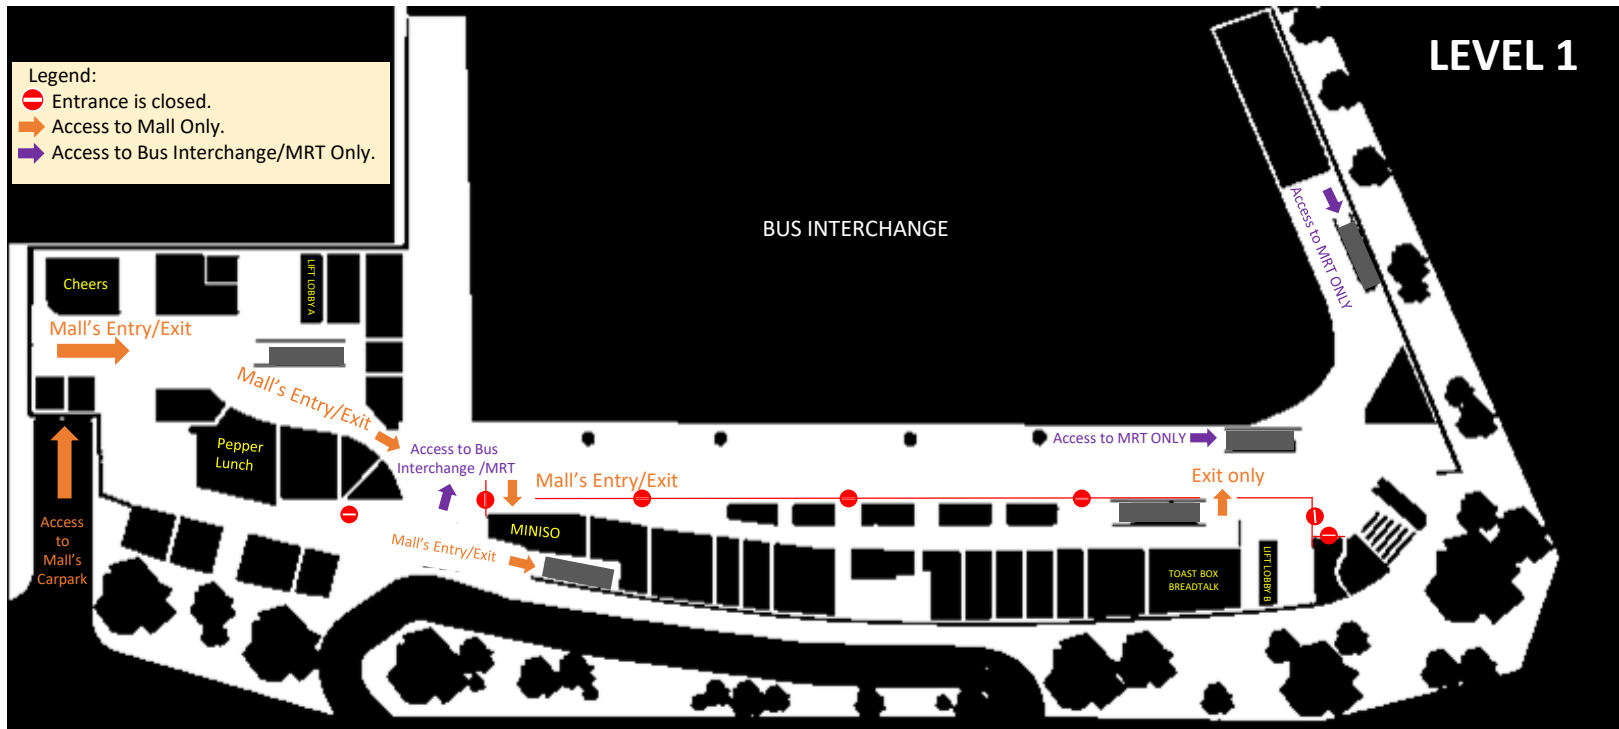 LEVEL 1
Legend:
Entrance is closed.
Access to Mall Only.
Access to Bus Interchange/MRT Only.
BUS INTERCHANGE
Access to MRT ONLY
Cheers
LIFT LOBBY A
Mall's Entry/Exit
Mall's Entry/Exit
Pepper
Lunch
Access to Bus
Interchange /MRT
Access to MRT ONLY
Mall's Entry/Exit
Exit only
Access
to
Mall's
Carpark
MINISO
Mall's Entry/Exit
TOAST BOX
BREADTALK
LIFT LOBBY B